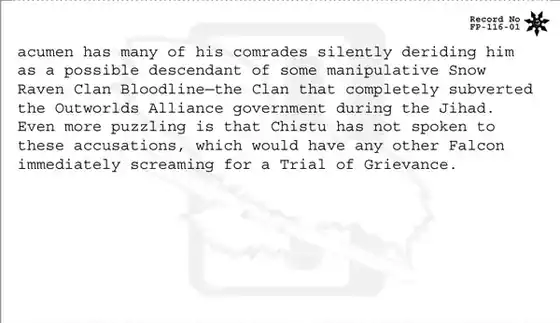 Record No
FP-116-01
acumen has many of his comrades silently deriding him
as a possible descendant of some manipulative Snow
Raven Clan Bloodline—the Clan that completely subverted
the Outworlds Alliance government during the Jihad.
Even more puzzling is that Chistu has not spoken to
these accusations, which would have any other Falcon
immediately screaming for a Trial of Grievance.